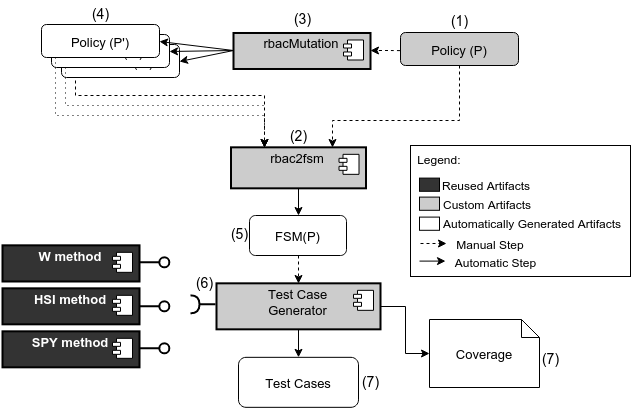 (4)
(3)
(1)
Policy (P')
rbacMutation
Policy (P)
(2)
rbac2fsm
Legend:
Reused Artifacts
Custom Artifacts
Automatically Generated Artifacts
Manual Step
Automatic Step
(5)
FSM(P)
W method
HSI method
SPY method
(6)
Test Case
Generator
Coverage
(7)
Test Cases
(7)